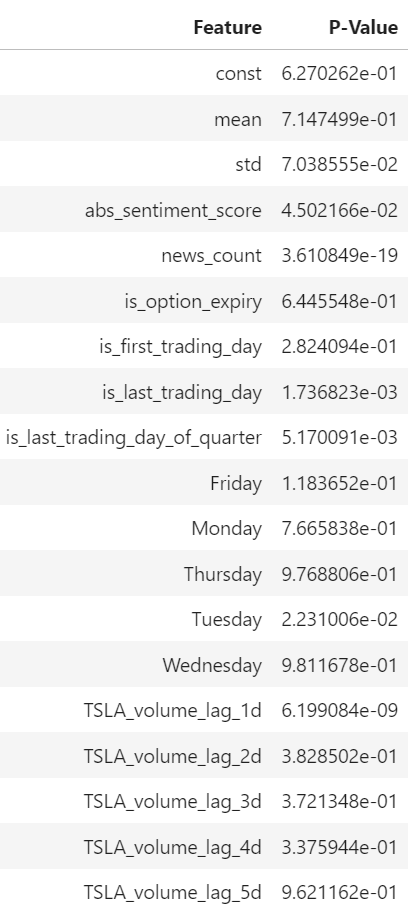 Feature P-Value
const 6.270262e-01
mean 7.147499e-01
std 7.038555e-02
abs_sentiment_score 4.502166e-02
news_count 3.610849e-19
is_option_expiry 6.445548e-01
is_first_trading_day 2.824094e-01
is_last_trading_day 1.736823e-03
is_last_trading_day_of_quarter 5.170091e-03
Friday 1.183652e-01
Monday 7.665838e-01
Thursday 9.768806e-01
Tuesday 2.231006e-02
Wednesday 9.811678e-01
TSLA_volume_lag_1d 6.199084e-09
TSLA_volume_lag_2d 3.828502e-01
TSLA_volume_lag_3d 3.721348e-01
TSLA_volume_lag_4d 3.375944e-01
TSLA_volume_lag_5d 9.621162e-01